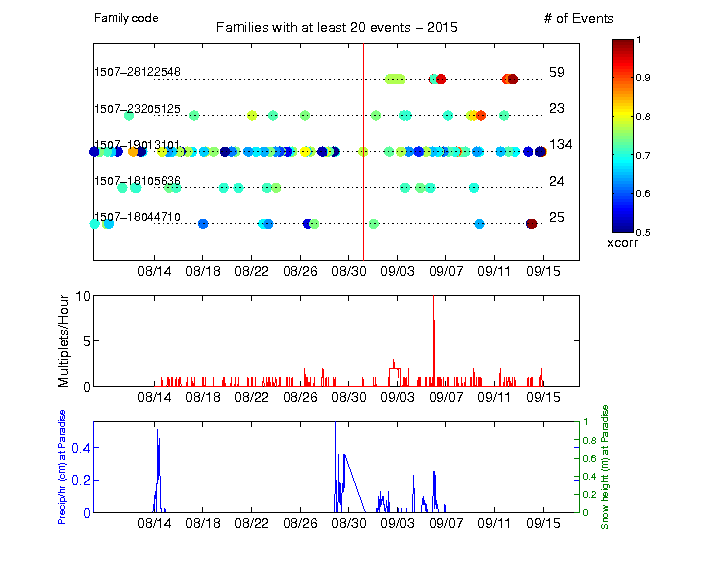 Family code
Families with at least 20 events − 2015
# of Events
1507−28122548
59
1507−23205125
23
1507−19013101
134
1507−18105636
24
1507−18044710
25
1
0.9
0.8
0.7
0.6
0.5
xcorr
08/14 08/18 08/22 08/26 08/30 09/03 09/07 09/11 09/15
Multiplets/Hour
10
5
0
08/14 08/18 08/22 08/26 08/30 09/03 09/07 09/11 09/15
Precip/hr (cm) at Paradise
0.4
0.2
0
1
0.8
0.6
0.4
0.2
0
Snow height (m) at Paradise
08/14 08/18 08/22 08/26 08/30 09/03 09/07 09/11 09/15